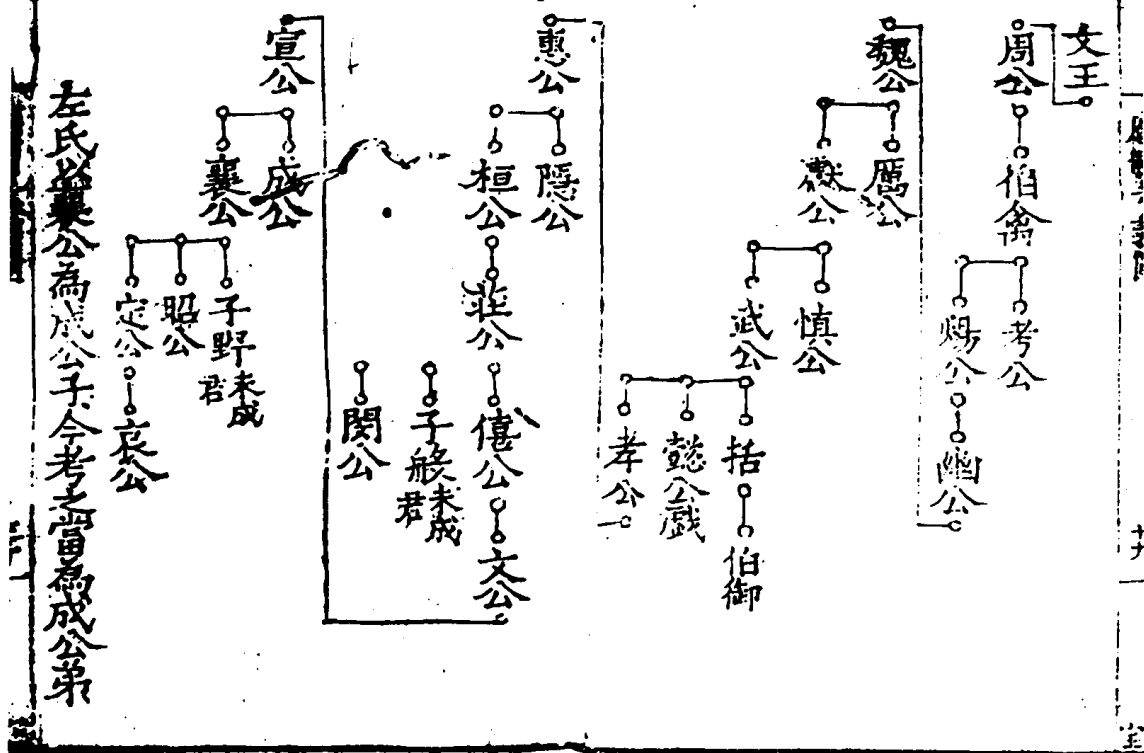 文王
周公
伯禽
考公
煬公
幽公
魏公
厲公
獻公
慎公
武公
括
伯御
懿公戲
孝公
惠公
隱公
桓公
莊公
僖公
文公
子般未成君
閔公
宣公
成公
襄公
子野未成君
昭公
定公
哀公
左氏以襄公為成公子今考之當為成公弟